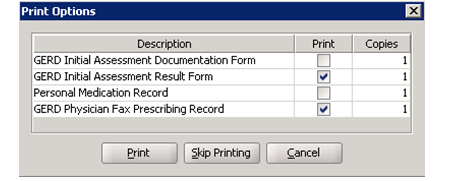 Print Options
Description Print Copies
GERD Initial Assessment Documentation Form 1
GERD Initial Assessment Result Form 1
Personal Medication Record 1
GERD Physician Fax Prescribing Record 1
Print Skip Printing Cancel